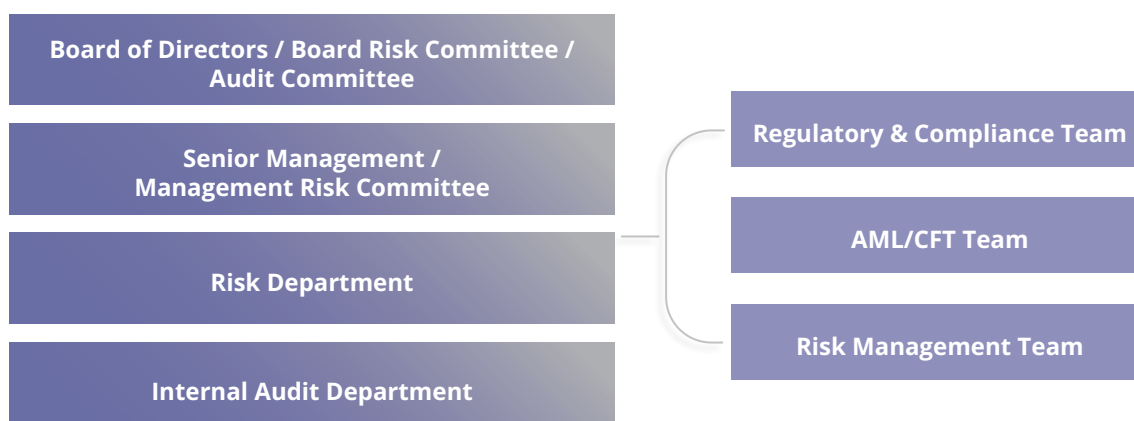 Board of Directors / Board Risk Committee /
Audit Committee
Senior Management /
Management Risk Committee
Risk Department
Internal Audit Department
Regulatory & Compliance Team
AML/CFT Team
Risk Management Team